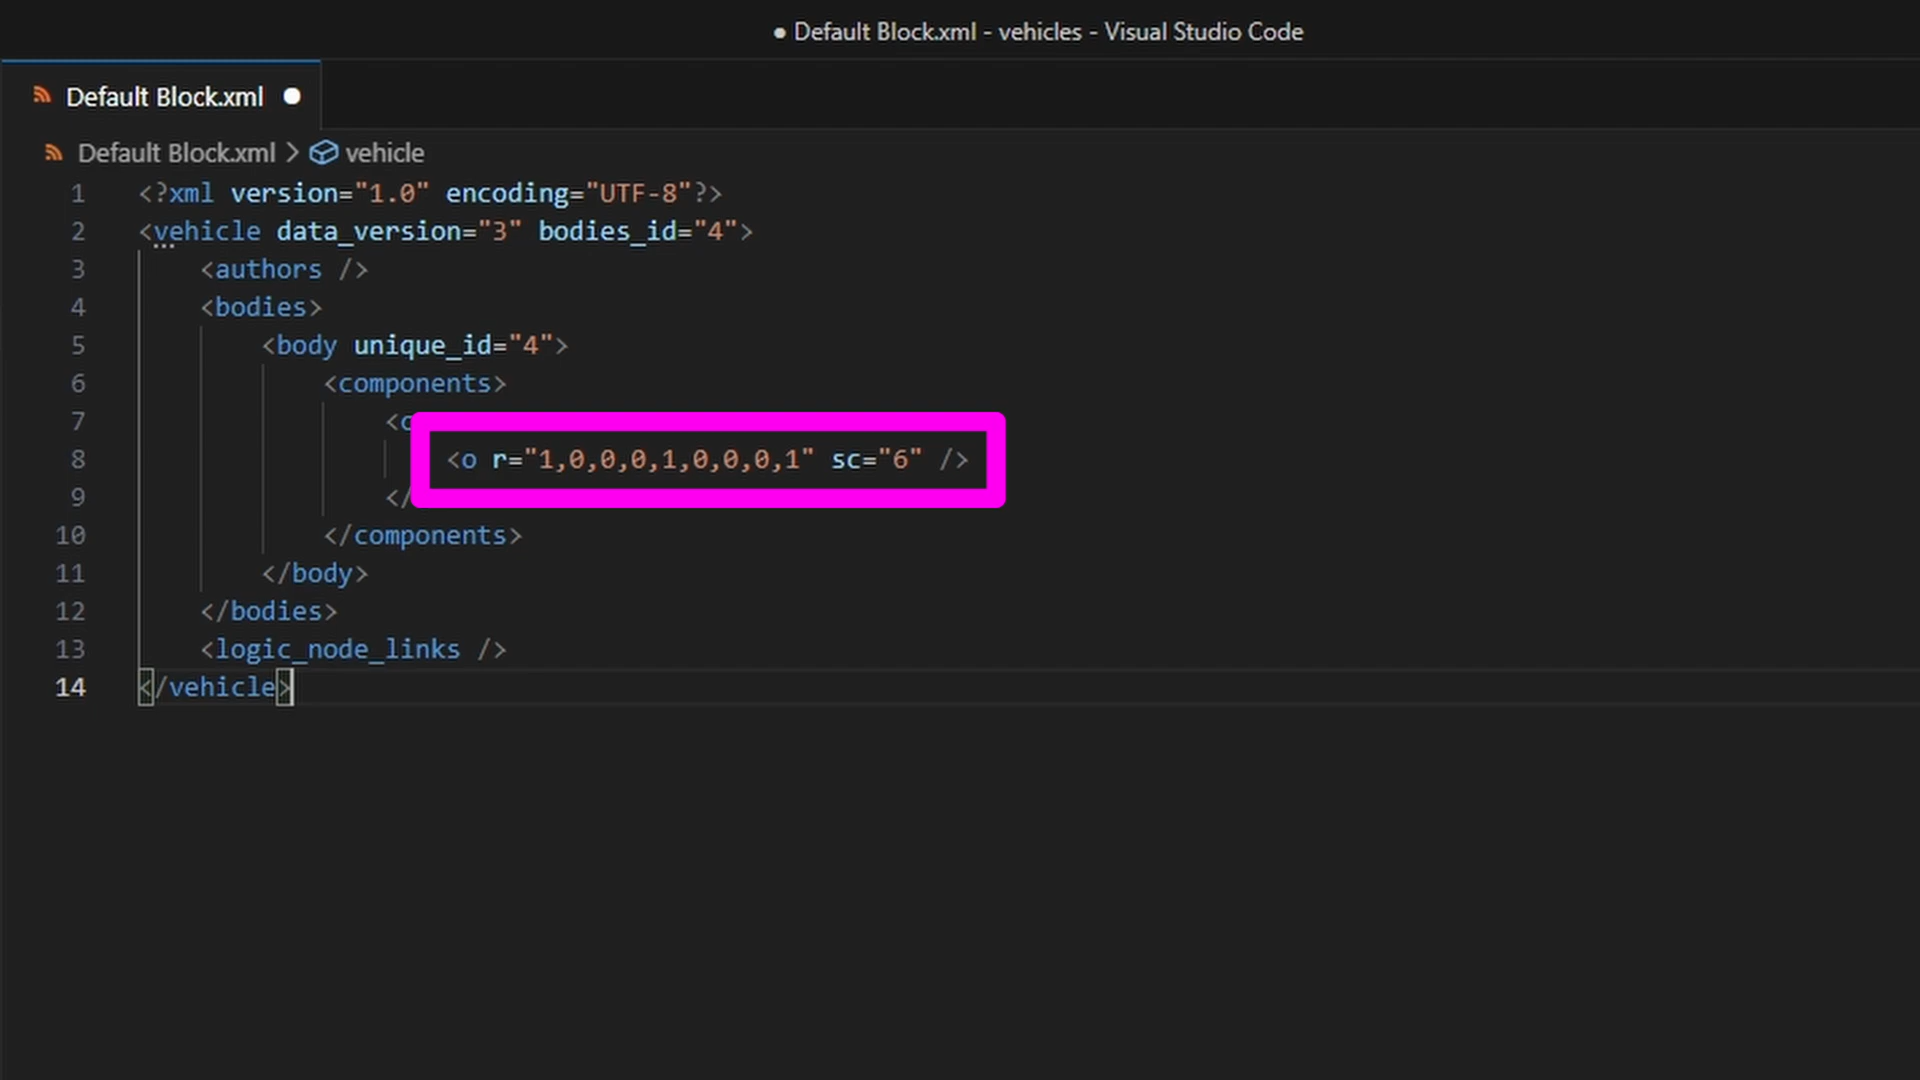 ● Default Block.xml - vehicles - Visual Studio Code
Default Block.xml ●
Default Block.xml > vehicle
1 <?xml version="1.0" encoding="UTF-8"?>
2 <vehicle data_version="3" bodies_id="4">
3 <authors />
4 <bodies>
5 <body unique_id="4">
6 <components>
7 <c
8 <o r="1,0,0,0,1,0,0,0,1" sc="6" />
9 </
10 </components>
11 </body>
12 </bodies>
13 <logic_node_links />
14 </vehicle>